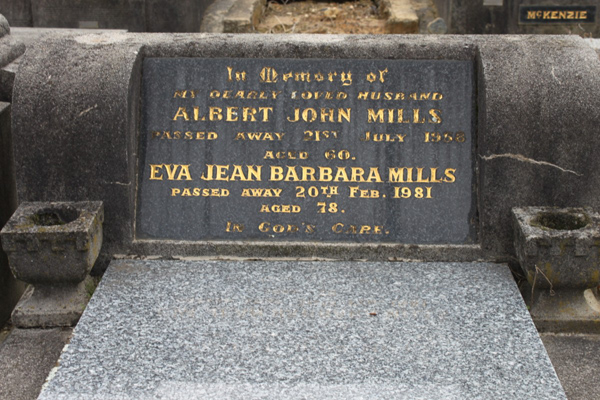 McKENZIE
In Memory of
MY DEARLY LOVED HUSBAND
ALBERT JOHN MILLS
PASSED AWAY 21ST JULY
AGED 60.
EVA JEAN BARBARA MILLS
PASSED AWAY 20TH FEB. 1981
AGED 78.
IN GOD'S CARE.